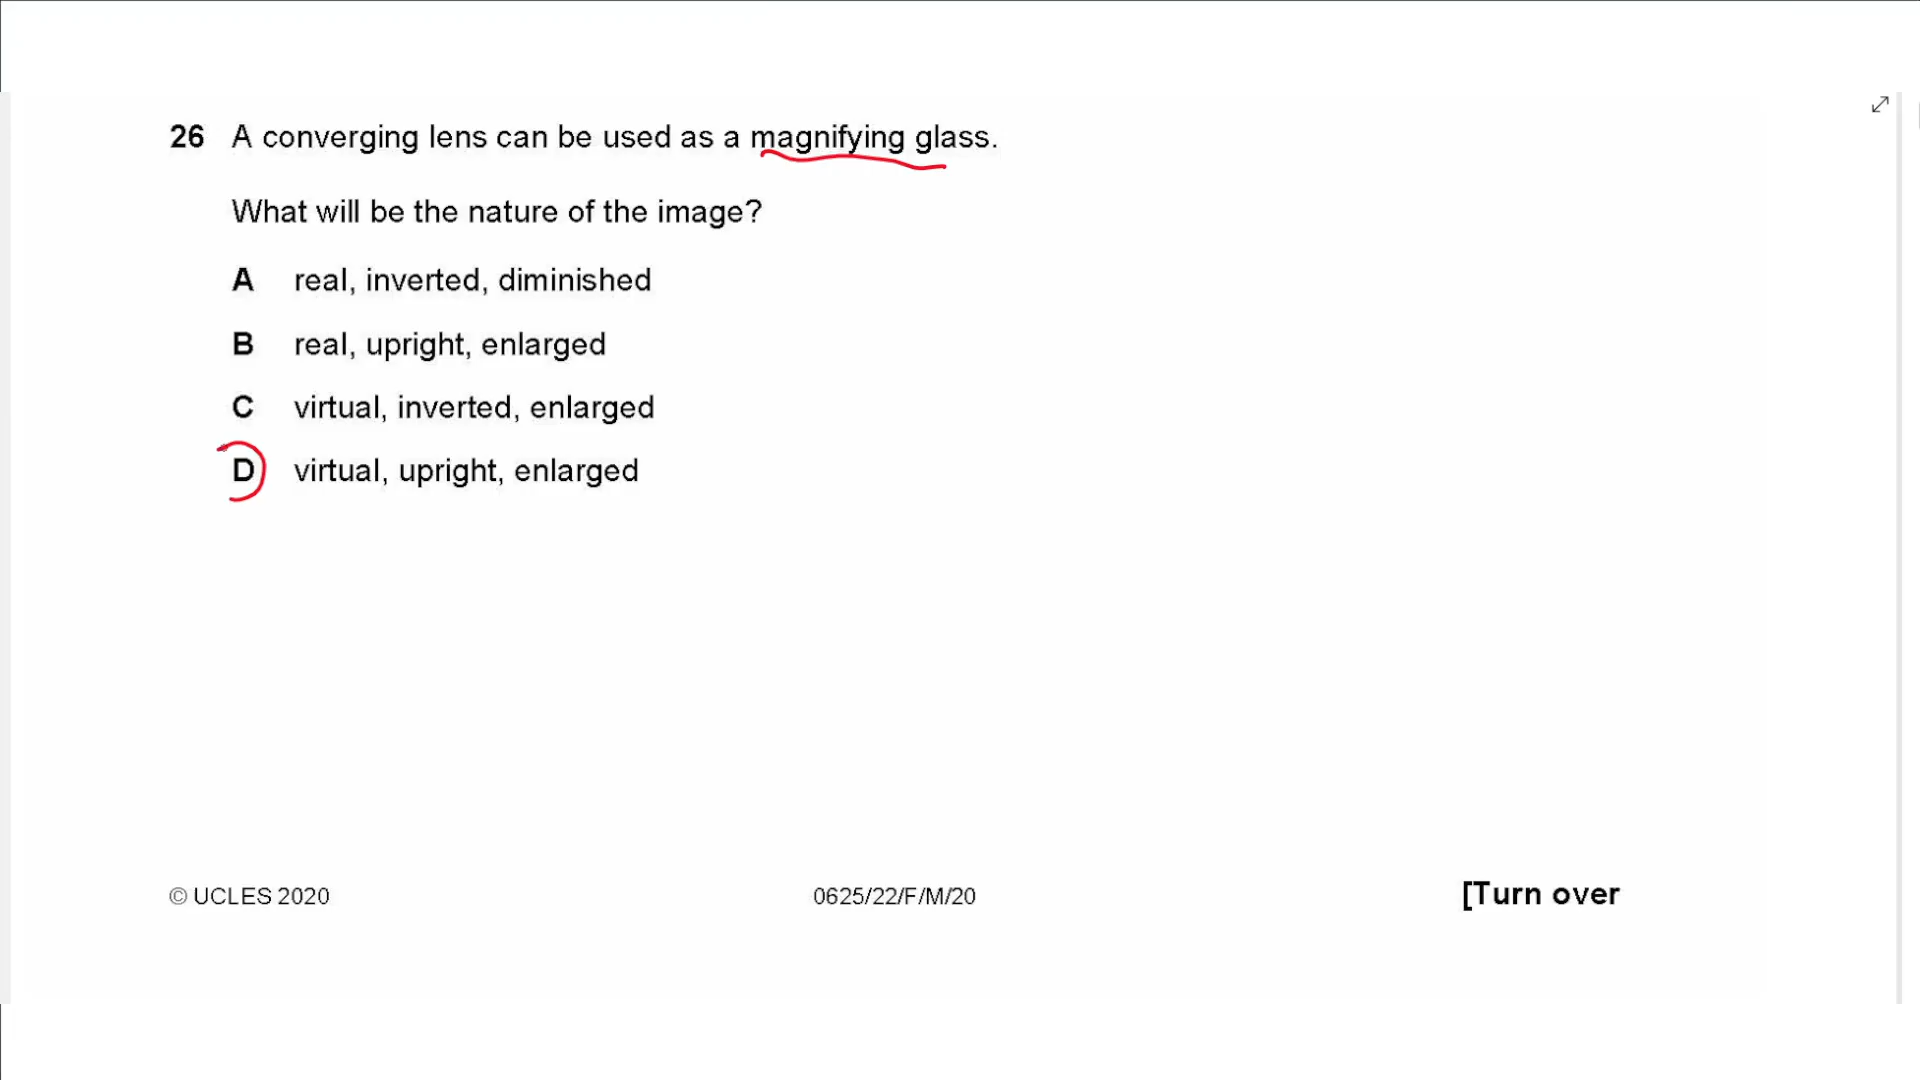 26 A converging lens can be used as a magnifying glass.
What will be the nature of the image?
A real, inverted, diminished
B real, upright, enlarged
C virtual, inverted, enlarged
D virtual, upright, enlarged
© UCLES 2020 0625/22/F/M/20 [Turn over